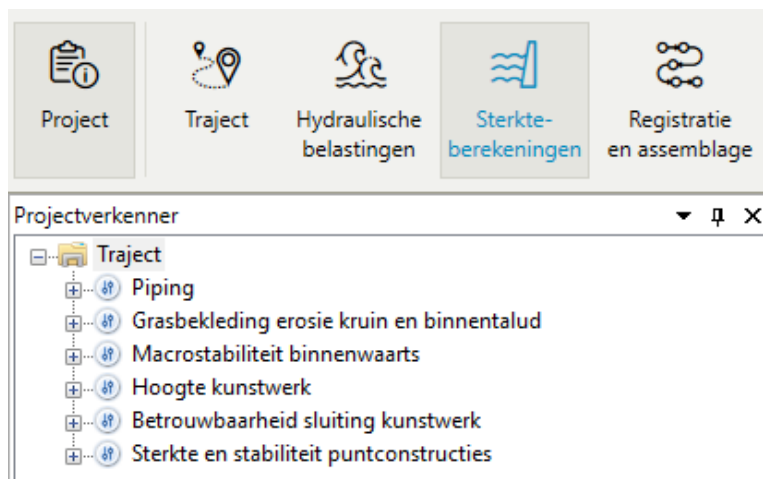 Project
Traject
Hydraulische
belastingen
Sterkte-
berekeningen
Registratie
en assemblage
Projectverkenner
Traject
Piping
Grasbekleding erosie kruin en binnentalud
Macrostabiliteit binnenwaarts
Hoogte kunstwerk
Betrouwbaarheid sluiting kunstwerk
Sterkte en stabiliteit puntconstructies